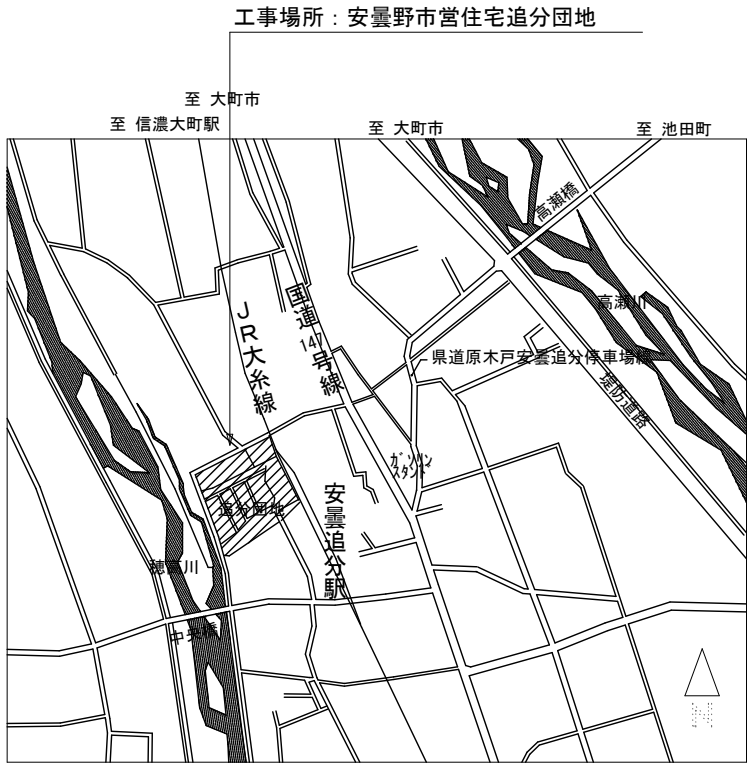 工事場所：安曇野市営住宅追分団地
至 大町市
至 信濃大町駅
至 大町市
至 池田町
高瀬橋
高瀬川
国道147号線
JR大糸線
県道原木戸安曇追分停車場線
堤防道路
ガソリン
スタンド
追分団地
安曇追分駅
穂高川
中央橋
N